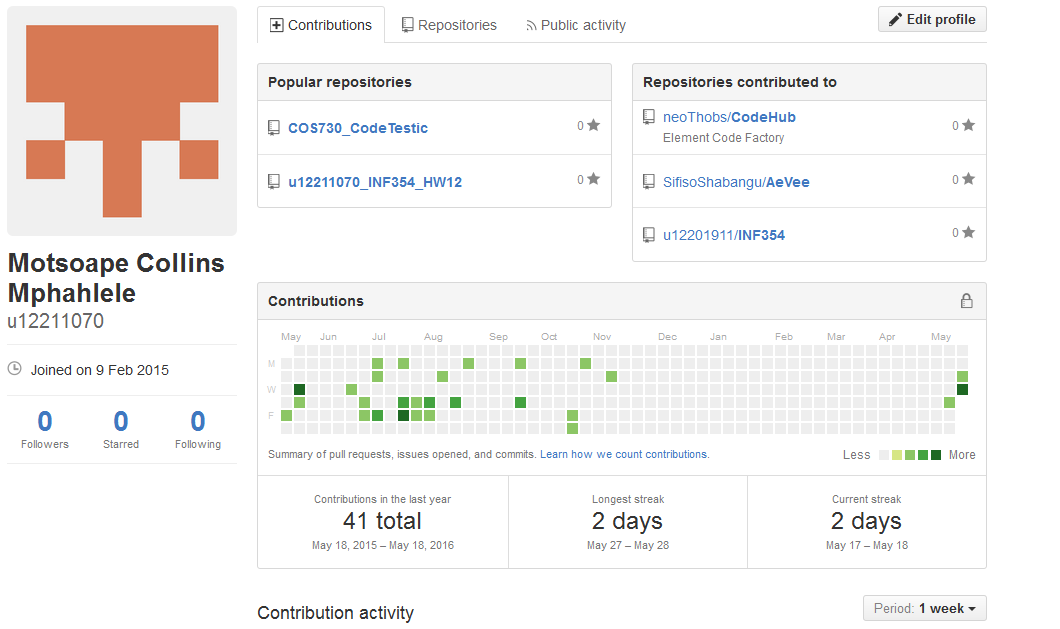 Contributions
Repositories
Public activity
Edit profile
Popular repositories
COS730_CodeTestic
0
u12211070_INF354_HW12
0
Repositories contributed to
neoThobs/CodeHub
0
Element Code Factory
SifisoShabangu/AeVee
0
u12201911/INF354
0
Motsoape Collins
Mphahlele
u12211070
Joined on 9 Feb 2015
0
Followers
0
Starred
0
Following
Contributions
May Jun Jul Aug Sep Oct Nov Dec Jan Feb Mar Apr May
M
W
F
Summary of pull requests, issues opened, and commits. Learn how we count contributions.
Less More
Contributions in the last year
41 total
May 18, 2015 – May 18, 2016
Longest streak
2 days
May 27 – May 28
Current streak
2 days
May 17 – May 18
Contribution activity
Period: 1 week